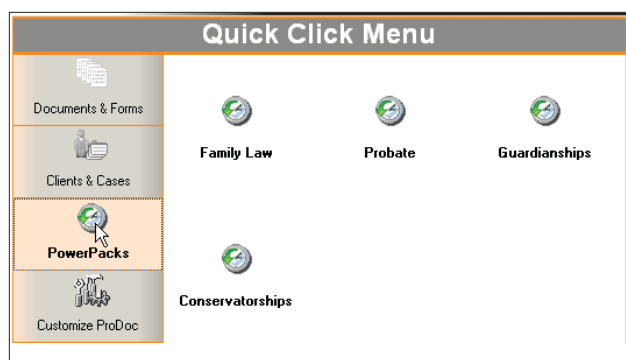 Quick Click Menu
Documents & Forms
Clients & Cases
PowerPacks
Customize ProDoc
Family Law
Probate
Guardianships
Conservatorships